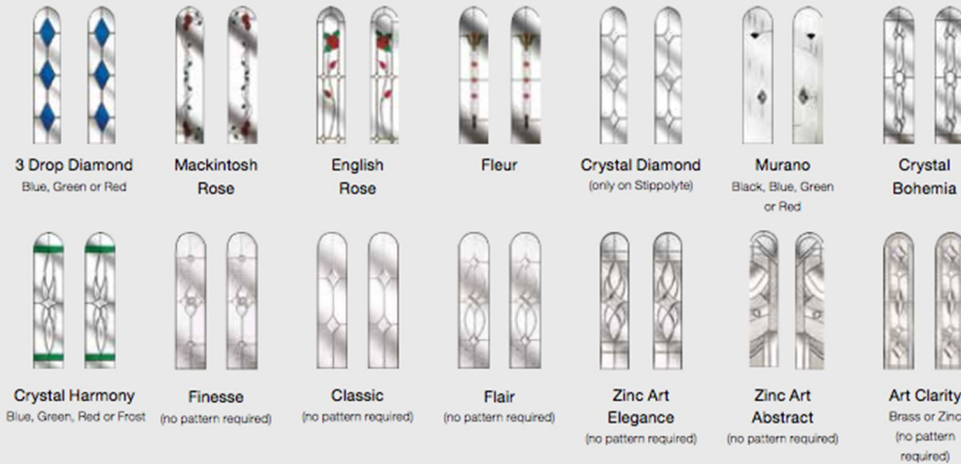 3 Drop Diamond
Blue, Green or Red
Mackintosh
Rose
English
Rose
Fleur
Crystal Diamond
(only on Stippolyte)
Murano
Black, Blue, Green
or Red
Crystal
Bohemia
Crystal Harmony
Blue, Green, Red or Frost
Finesse
(no pattern required)
Classic
(no pattern required)
Flair
(no pattern required)
Zinc Art
Elegance
(no pattern required)
Zinc Art
Abstract
(no pattern required)
Art Clarity
Brass or Zinc
(no pattern
required)